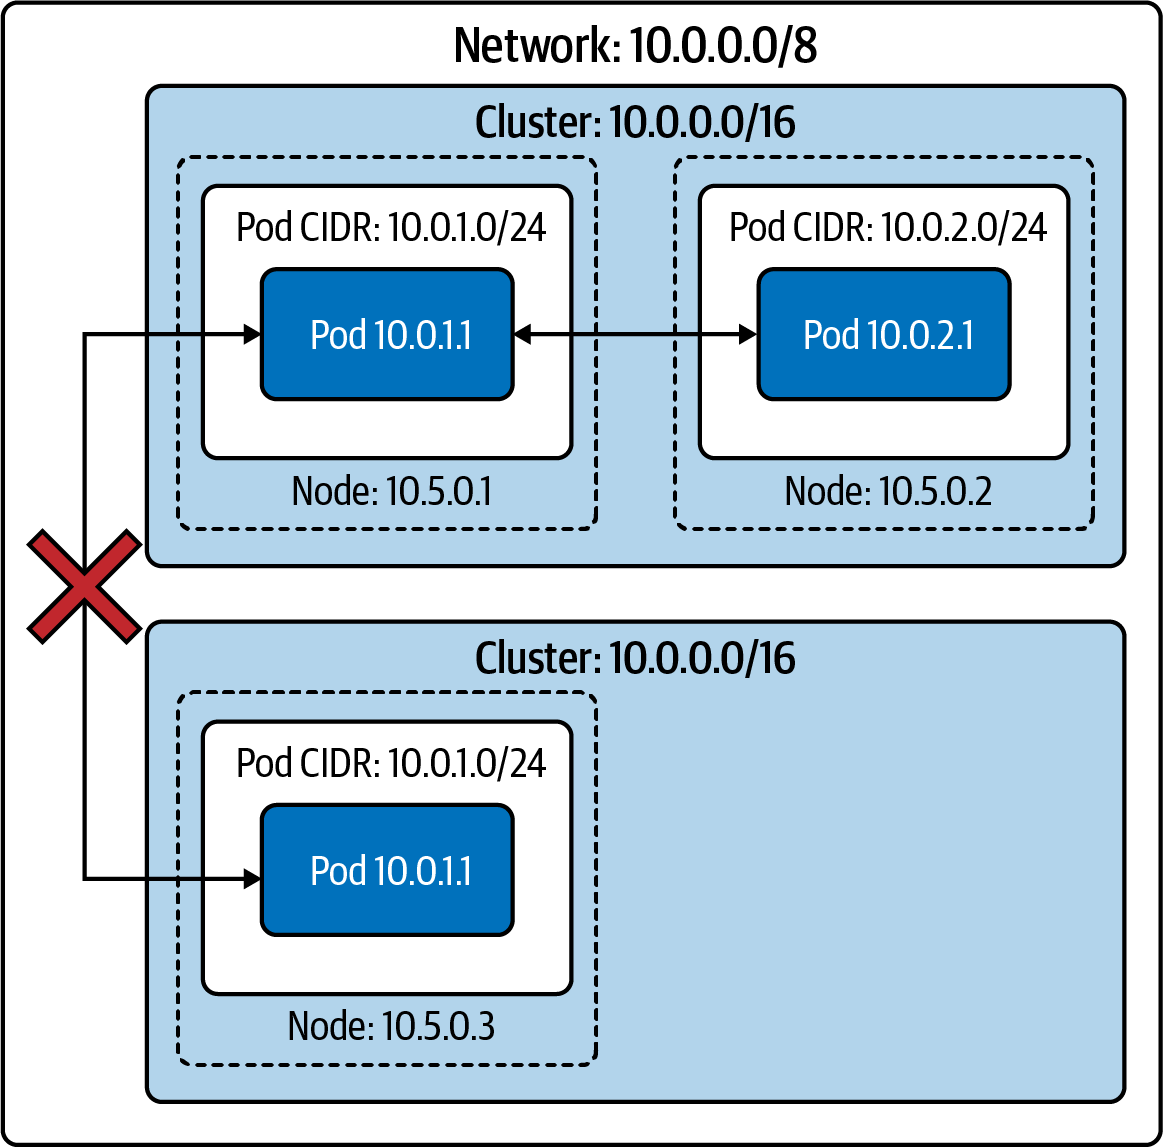 Network: 10.0.0.0/8
Cluster: 10.0.0.0/16
Pod CIDR: 10.0.1.0/24
Pod 10.0.1.1
Node: 10.5.0.1
Pod CIDR: 10.0.2.0/24
Pod 10.0.2.1
Node: 10.5.0.2
Cluster: 10.0.0.0/16
Pod CIDR: 10.0.1.0/24
Pod 10.0.1.1
Node: 10.5.0.3